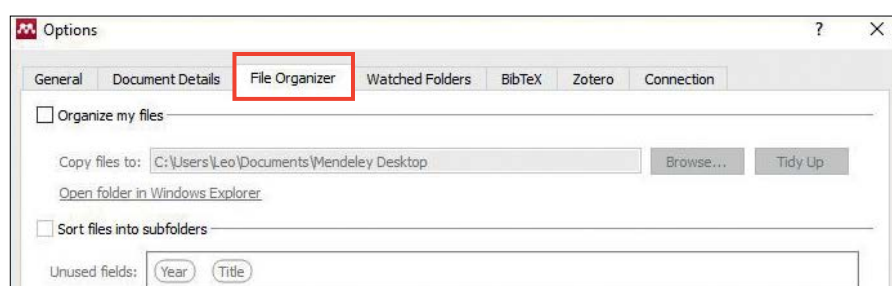 Options ?
General Document Details File Organizer Watched Folders BibTeX Zotero Connection
Organize my files
Copy files to: C:\Users\Leo\Documents\Mendeley Desktop Browse... Tidy Up
Open folder in Windows Explorer
Sort files into subfolders
Unused fields: Year Title